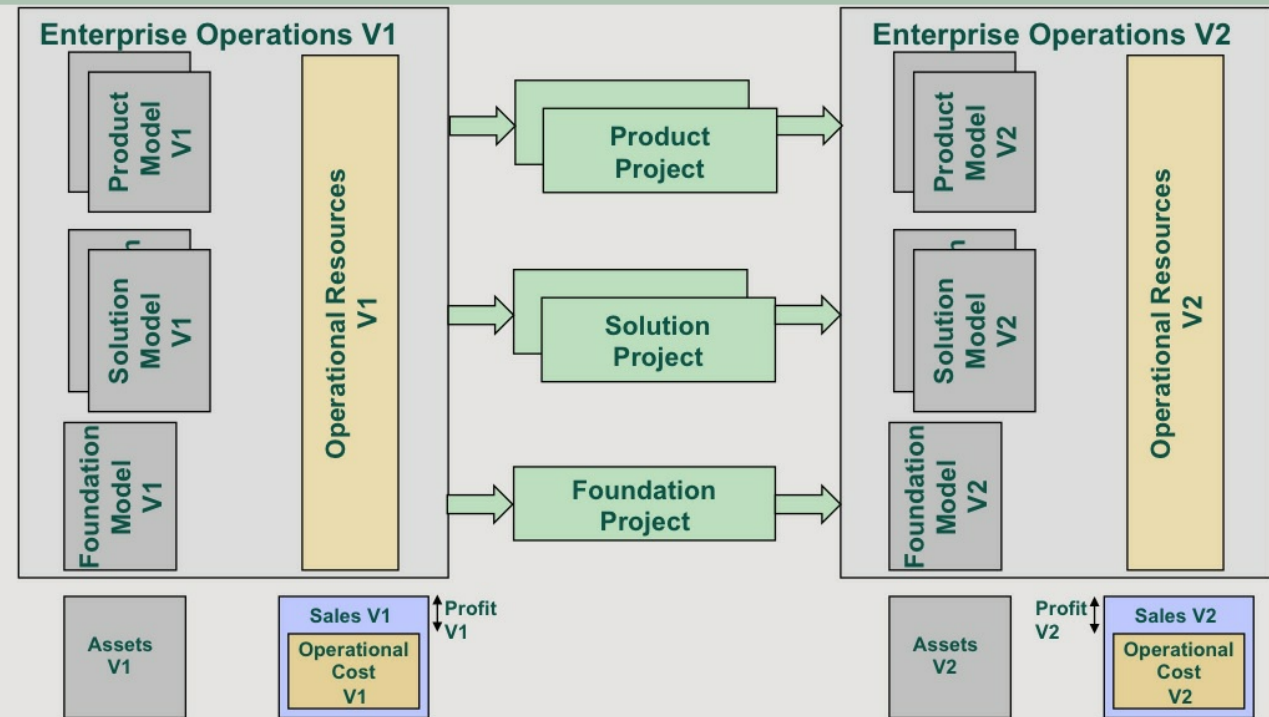 Enterprise Operations V1
Product
Model
V1
n
Solution
Model
V1
Foundation
Model
V1
Operational Resources
V1
Product
Project
Solution
Project
Foundation
Project
Enterprise Operations V2
Product
Model
V2
n
Solution
Model
V2
Foundation
Model
V2
Operational Resources
V2
Assets
V1
Sales V1
Operational
Cost
V1
Profit
V1
Assets
V2
Profit
V2
Sales V2
Operational
Cost
V2